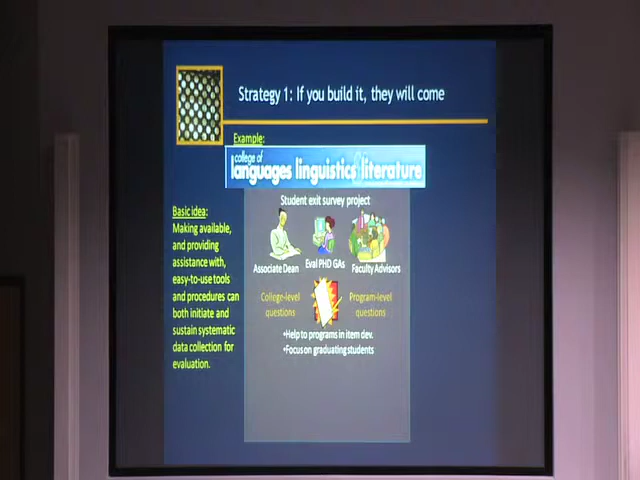 Strategy 1: If you build it, they will come
Example:
college of
languages linguistics & literature
Student exit survey project
Associate Dean
Eval PHD GAs
Faculty Advisors
College-level
questions
Program-level
questions
•Help to programs in item dev.
•Focus on graduating students
Basic idea:
Making available,
and providing
assistance with,
easy-to-use tools
and procedures can
both initiate and
sustain systematic
data collection for
evaluation.